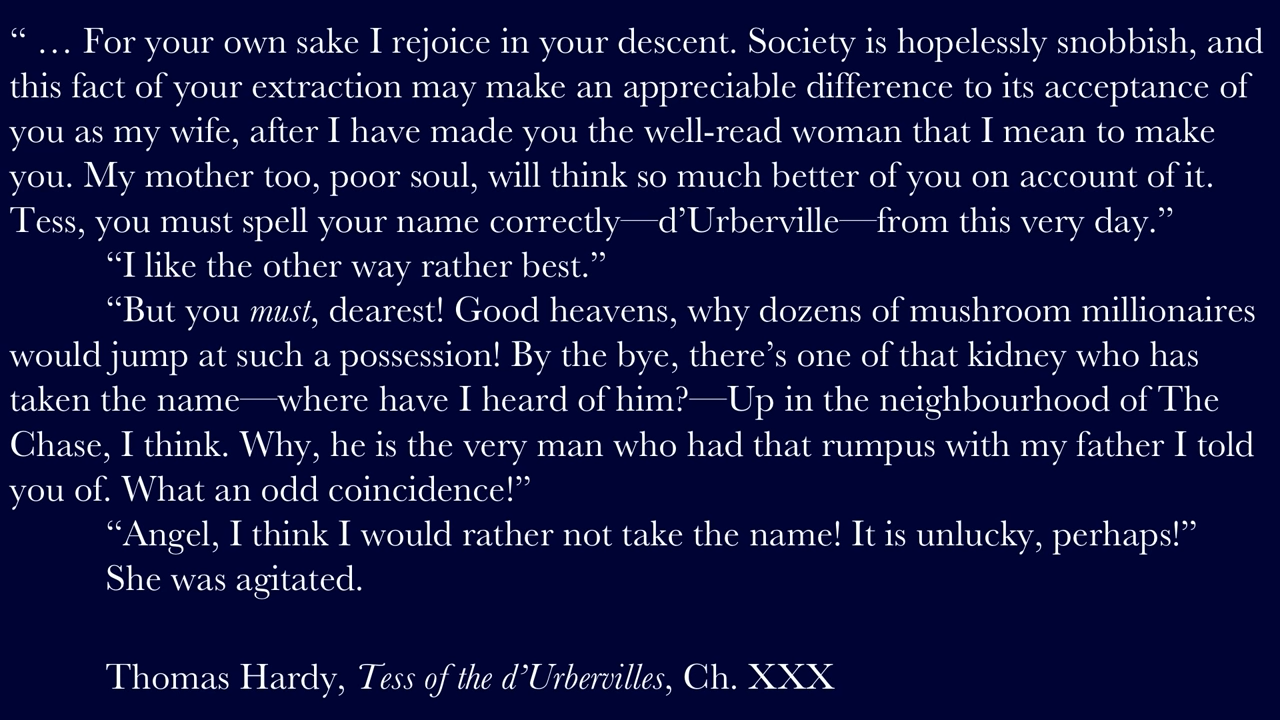 “ … For your own sake I rejoice in your descent. Society is hopelessly snobbish, and
this fact of your extraction may make an appreciable difference to its acceptance of
you as my wife, after I have made you the well-read woman that I mean to make
you. My mother too, poor soul, will think so much better of you on account of it.
Tess, you must spell your name correctly—d’Urberville—from this very day.”
“I like the other way rather best.”
“But you must, dearest! Good heavens, why dozens of mushroom millionaires
would jump at such a possession! By the bye, there’s one of that kidney who has
taken the name—where have I heard of him?—Up in the neighbourhood of The
Chase, I think. Why, he is the very man who had that rumpus with my father I told
you of. What an odd coincidence!”
“Angel, I think I would rather not take the name! It is unlucky, perhaps!”
She was agitated.
Thomas Hardy, Tess of the d’Urbervilles, Ch. XXX